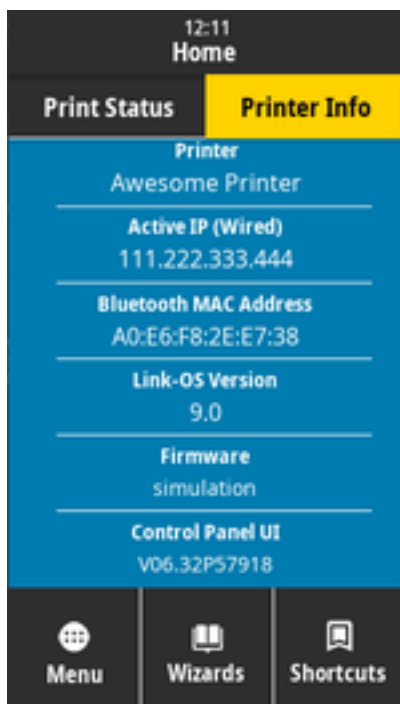 12:11
Home
Print Status
Printer Info
Printer
Awesome Printer
Active IP (Wired)
111.222.333.444
Bluetooth MAC Address
A0:E6:F8:2E:E7:38
Link-OS Version
9.0
Firmware
simulation
Control Panel UI
V06.32P57918
Menu
Wizards
Shortcuts